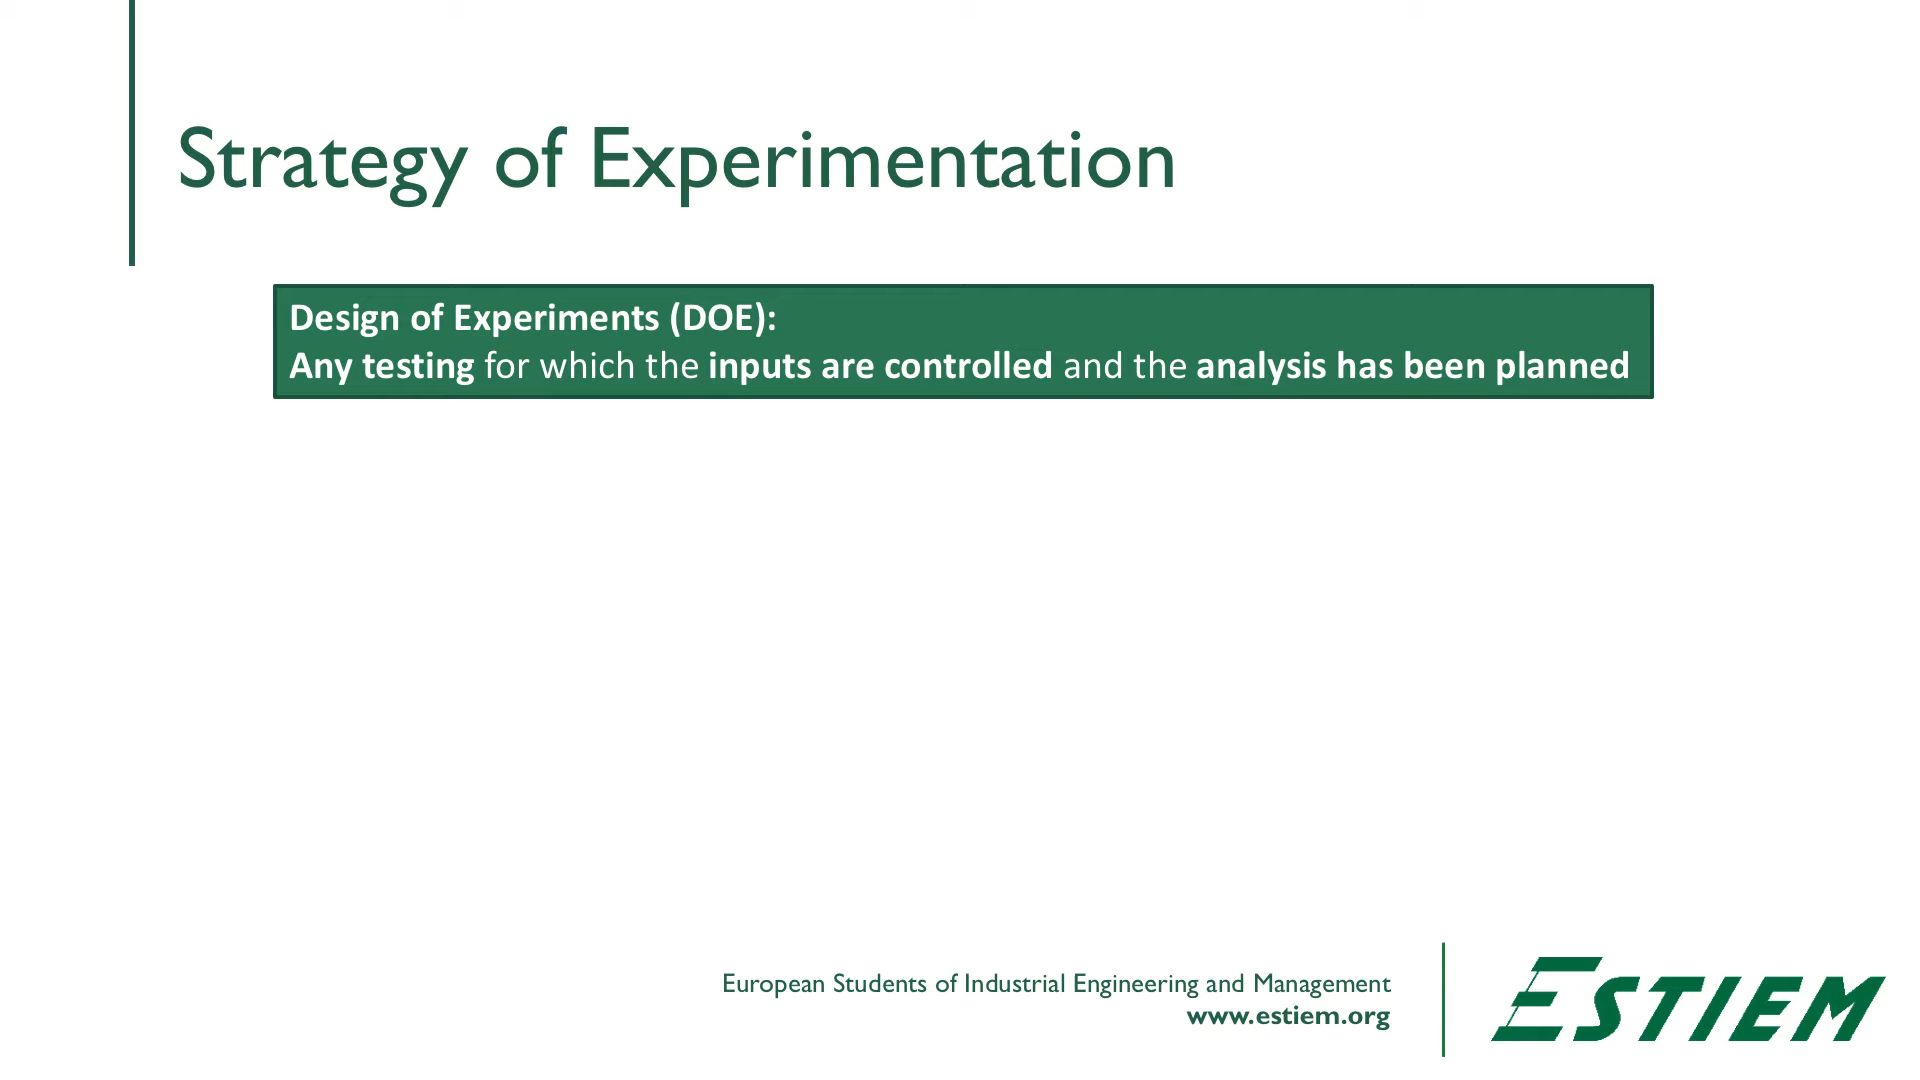 Strategy of Experimentation
Design of Experiments (DOE):
Any testing for which the inputs are controlled and the analysis has been planned
European Students of Industrial Engineering and Management
www.estiem.org
ESTIEM